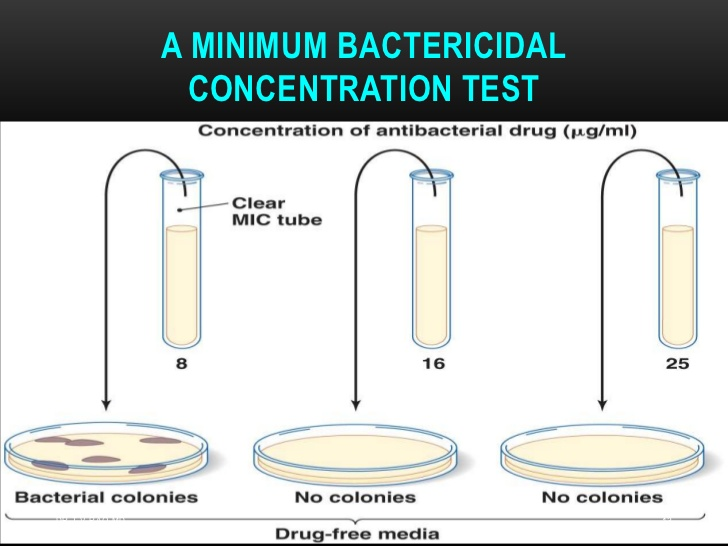 A MINIMUM BACTERICIDAL
CONCENTRATION TEST
Concentration of antibacterial drug (μg/ml)
Clear
MIC tube
8
16
25
Bacterial colonies
No colonies
No colonies
Drug-free media